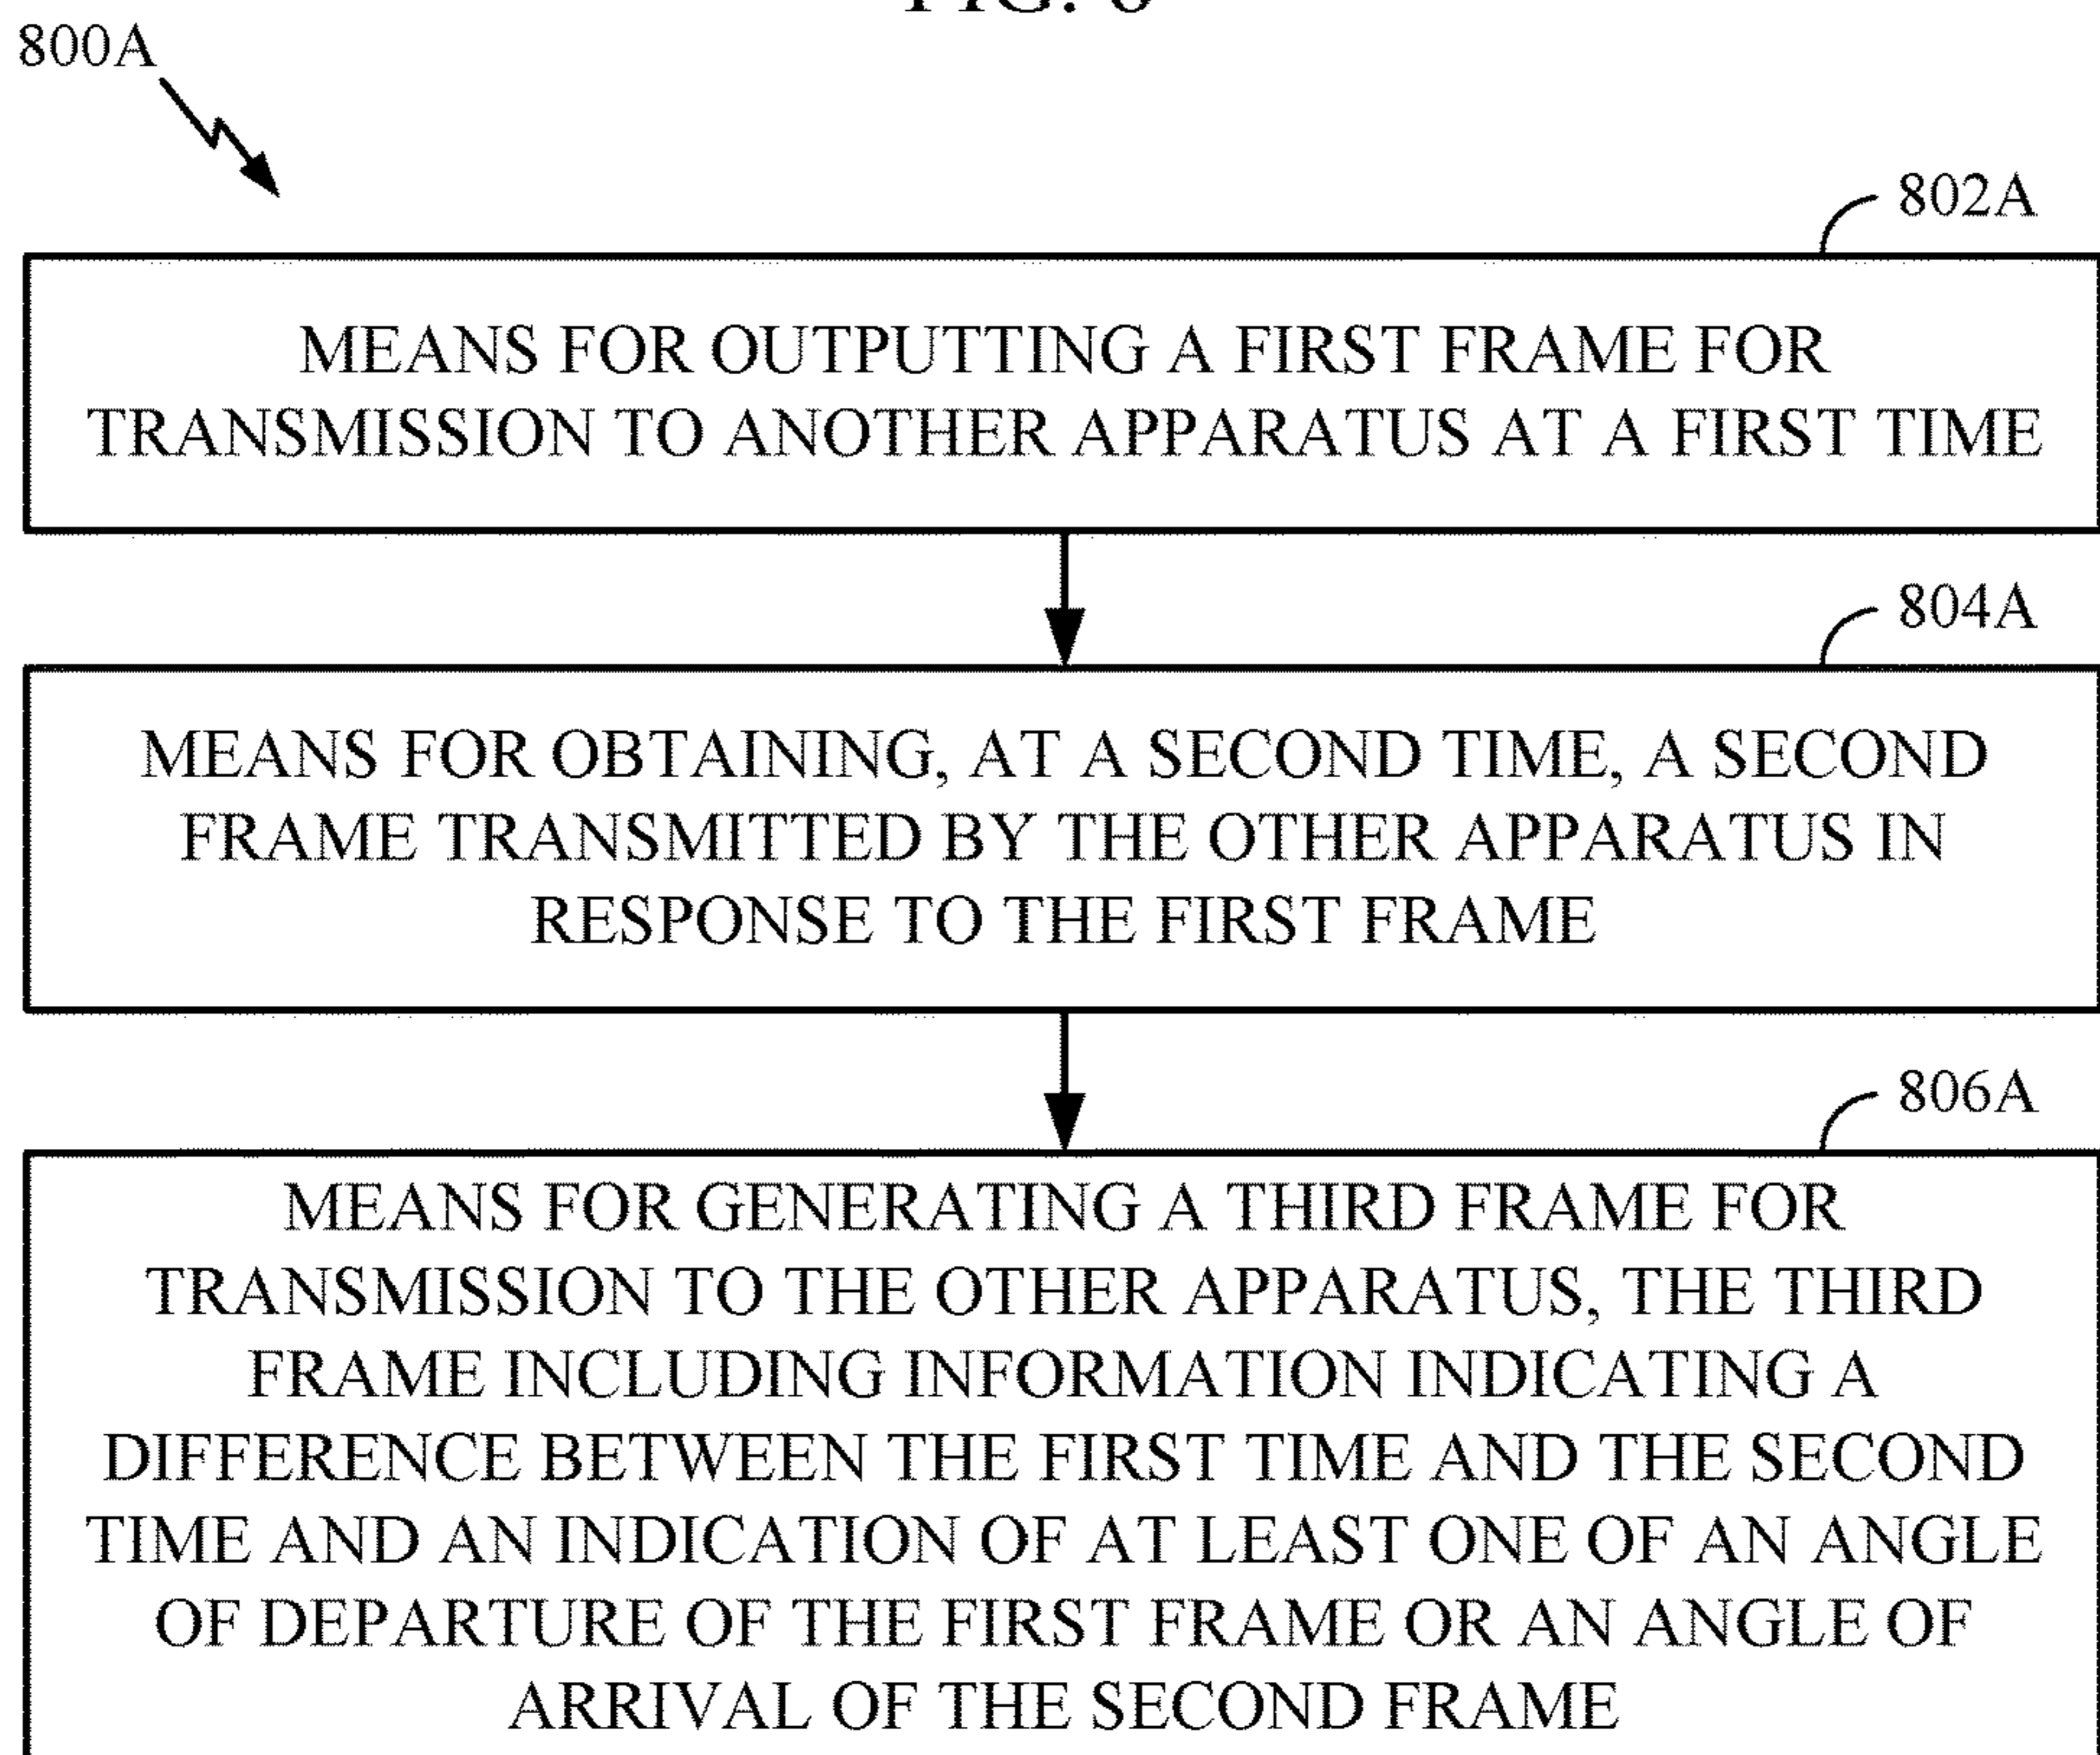 FIG. 8
800A
802A
MEANS FOR OUTPUTTING A FIRST FRAME FOR
TRANSMISSION TO ANOTHER APPARATUS AT A FIRST TIME
804A
MEANS FOR OBTAINING, AT A SECOND TIME, A SECOND
FRAME TRANSMITTED BY THE OTHER APPARATUS IN
RESPONSE TO THE FIRST FRAME
806A
MEANS FOR GENERATING A THIRD FRAME FOR
TRANSMISSION TO THE OTHER APPARATUS, THE THIRD
FRAME INCLUDING INFORMATION INDICATING A
DIFFERENCE BETWEEN THE FIRST TIME AND THE SECOND
TIME AND AN INDICATION OF AT LEAST ONE OF AN ANGLE
OF DEPARTURE OF THE FIRST FRAME OR AN ANGLE OF
ARRIVAL OF THE SECOND FRAME